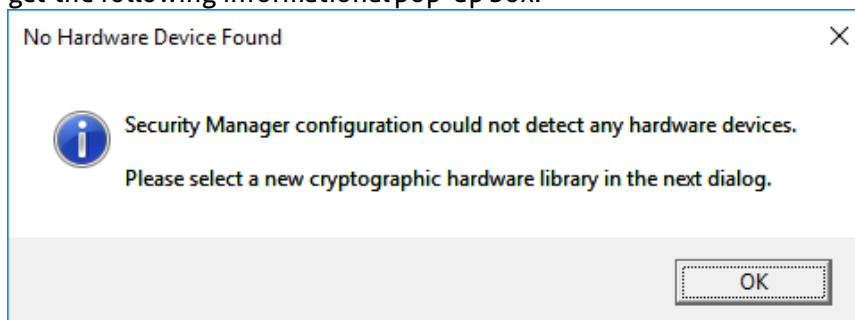 get the following informational pop-up box:
No Hardware Device Found
Security Manager configuration could not detect any hardware devices.
Please select a new cryptographic hardware library in the next dialog.
OK